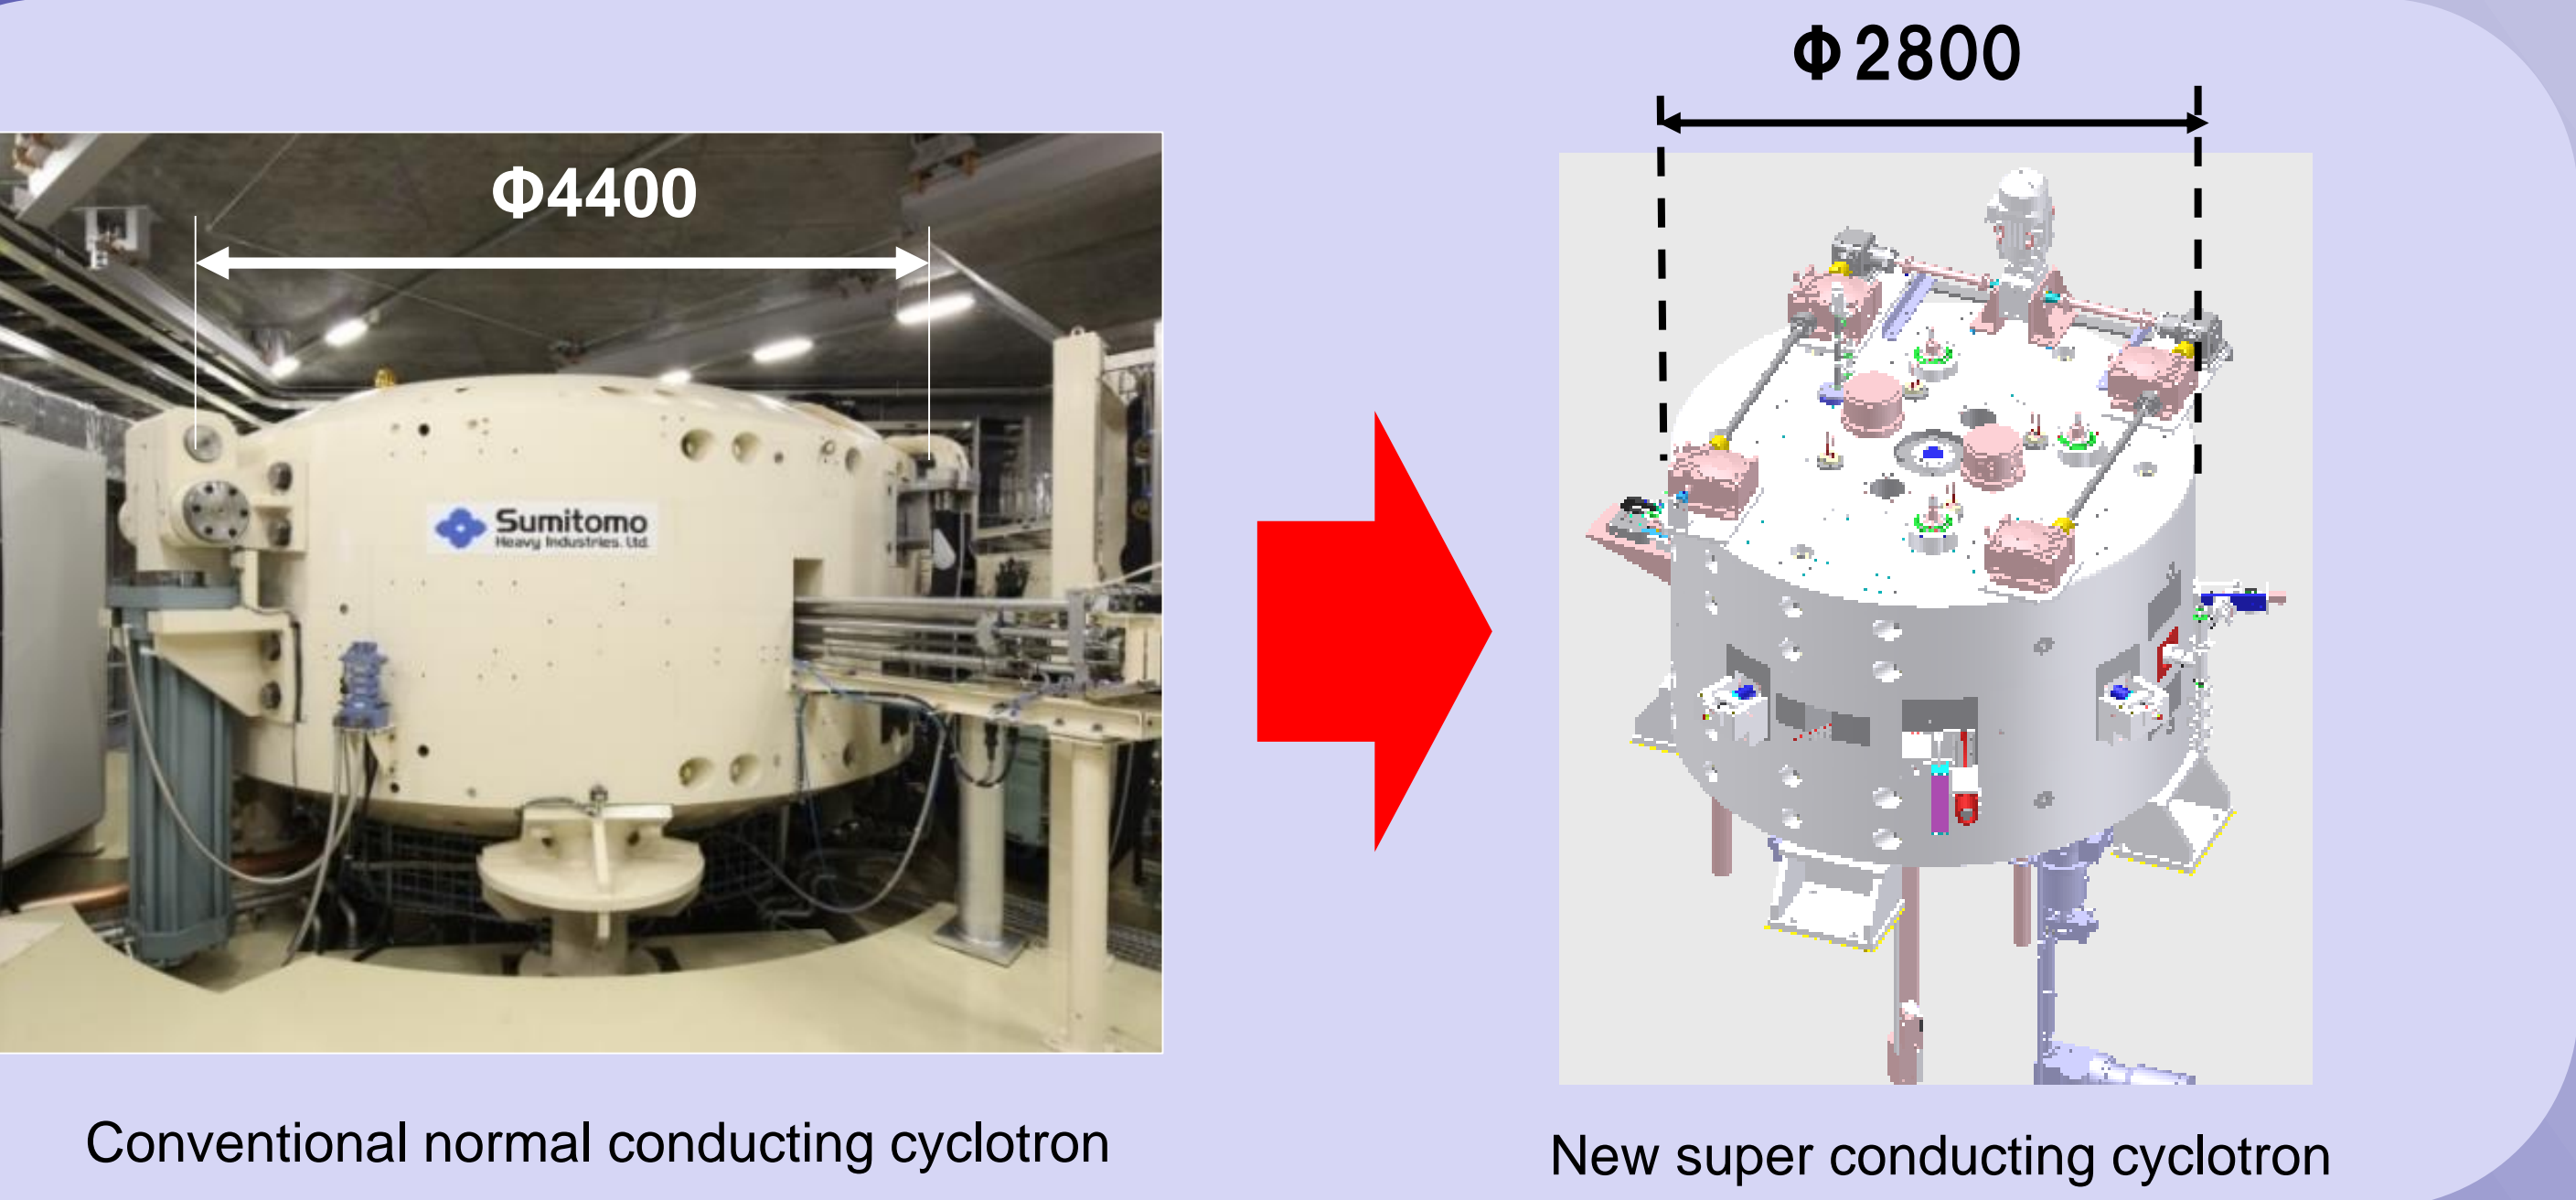 Φ2800
Φ4400
Sumitomo
Heavy Industries, Ltd.
Conventional normal conducting cyclotron
New super conducting cyclotron